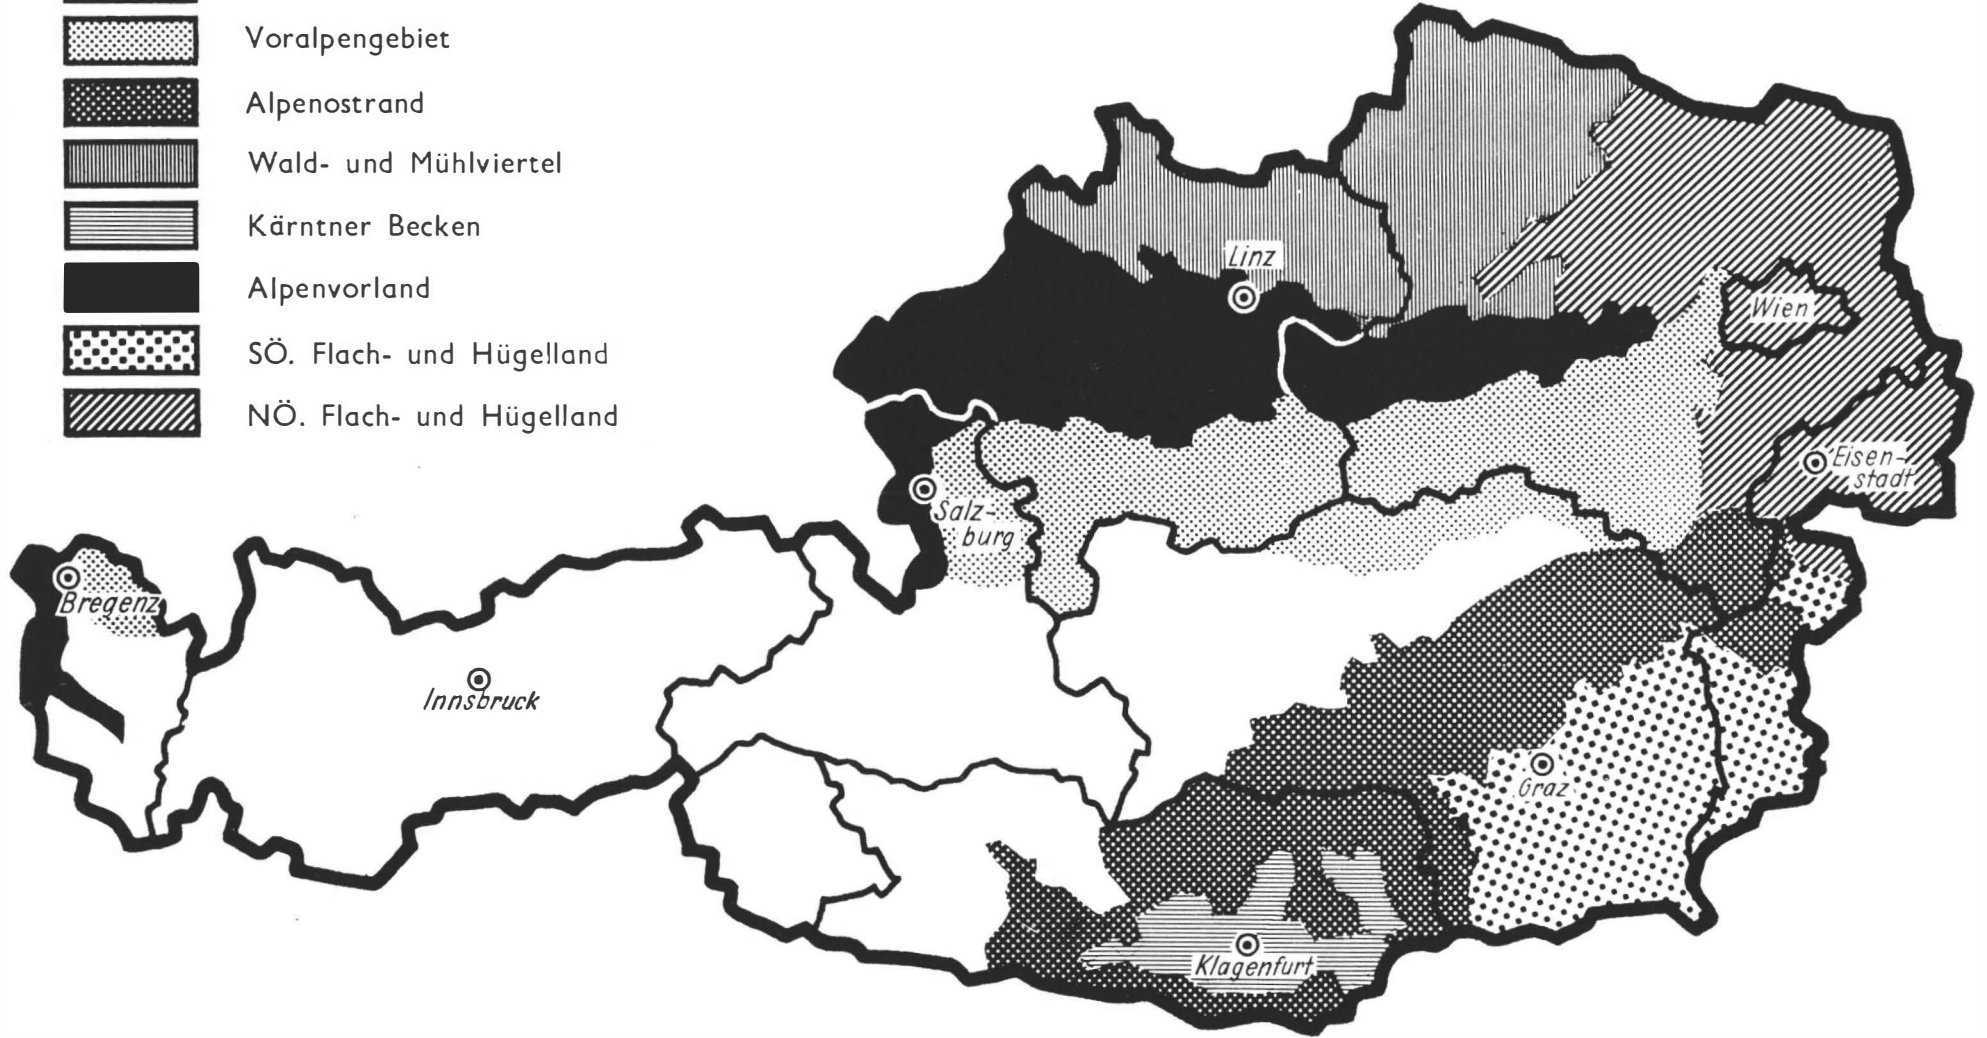 Voralpengebiet
Alpenostrand
Wald- und Mühlviertel
Kärntner Becken
Alpenvorland
SÖ. Flach- und Hügelland
NÖ. Flach- und Hügelland
Linz
Wien
Eisen-
stadt
Salz-
burg
Bregenz
Innsbruck
Graz
Klagenfurt